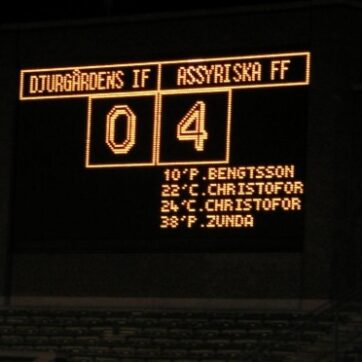 DJURGÅRDENS IF ASSYRISKA FF
0 4
10'P.BENGTSSON
22'C.CHRISTOFOR
24'C.CHRISTOFOR
38'P.ZUNDA